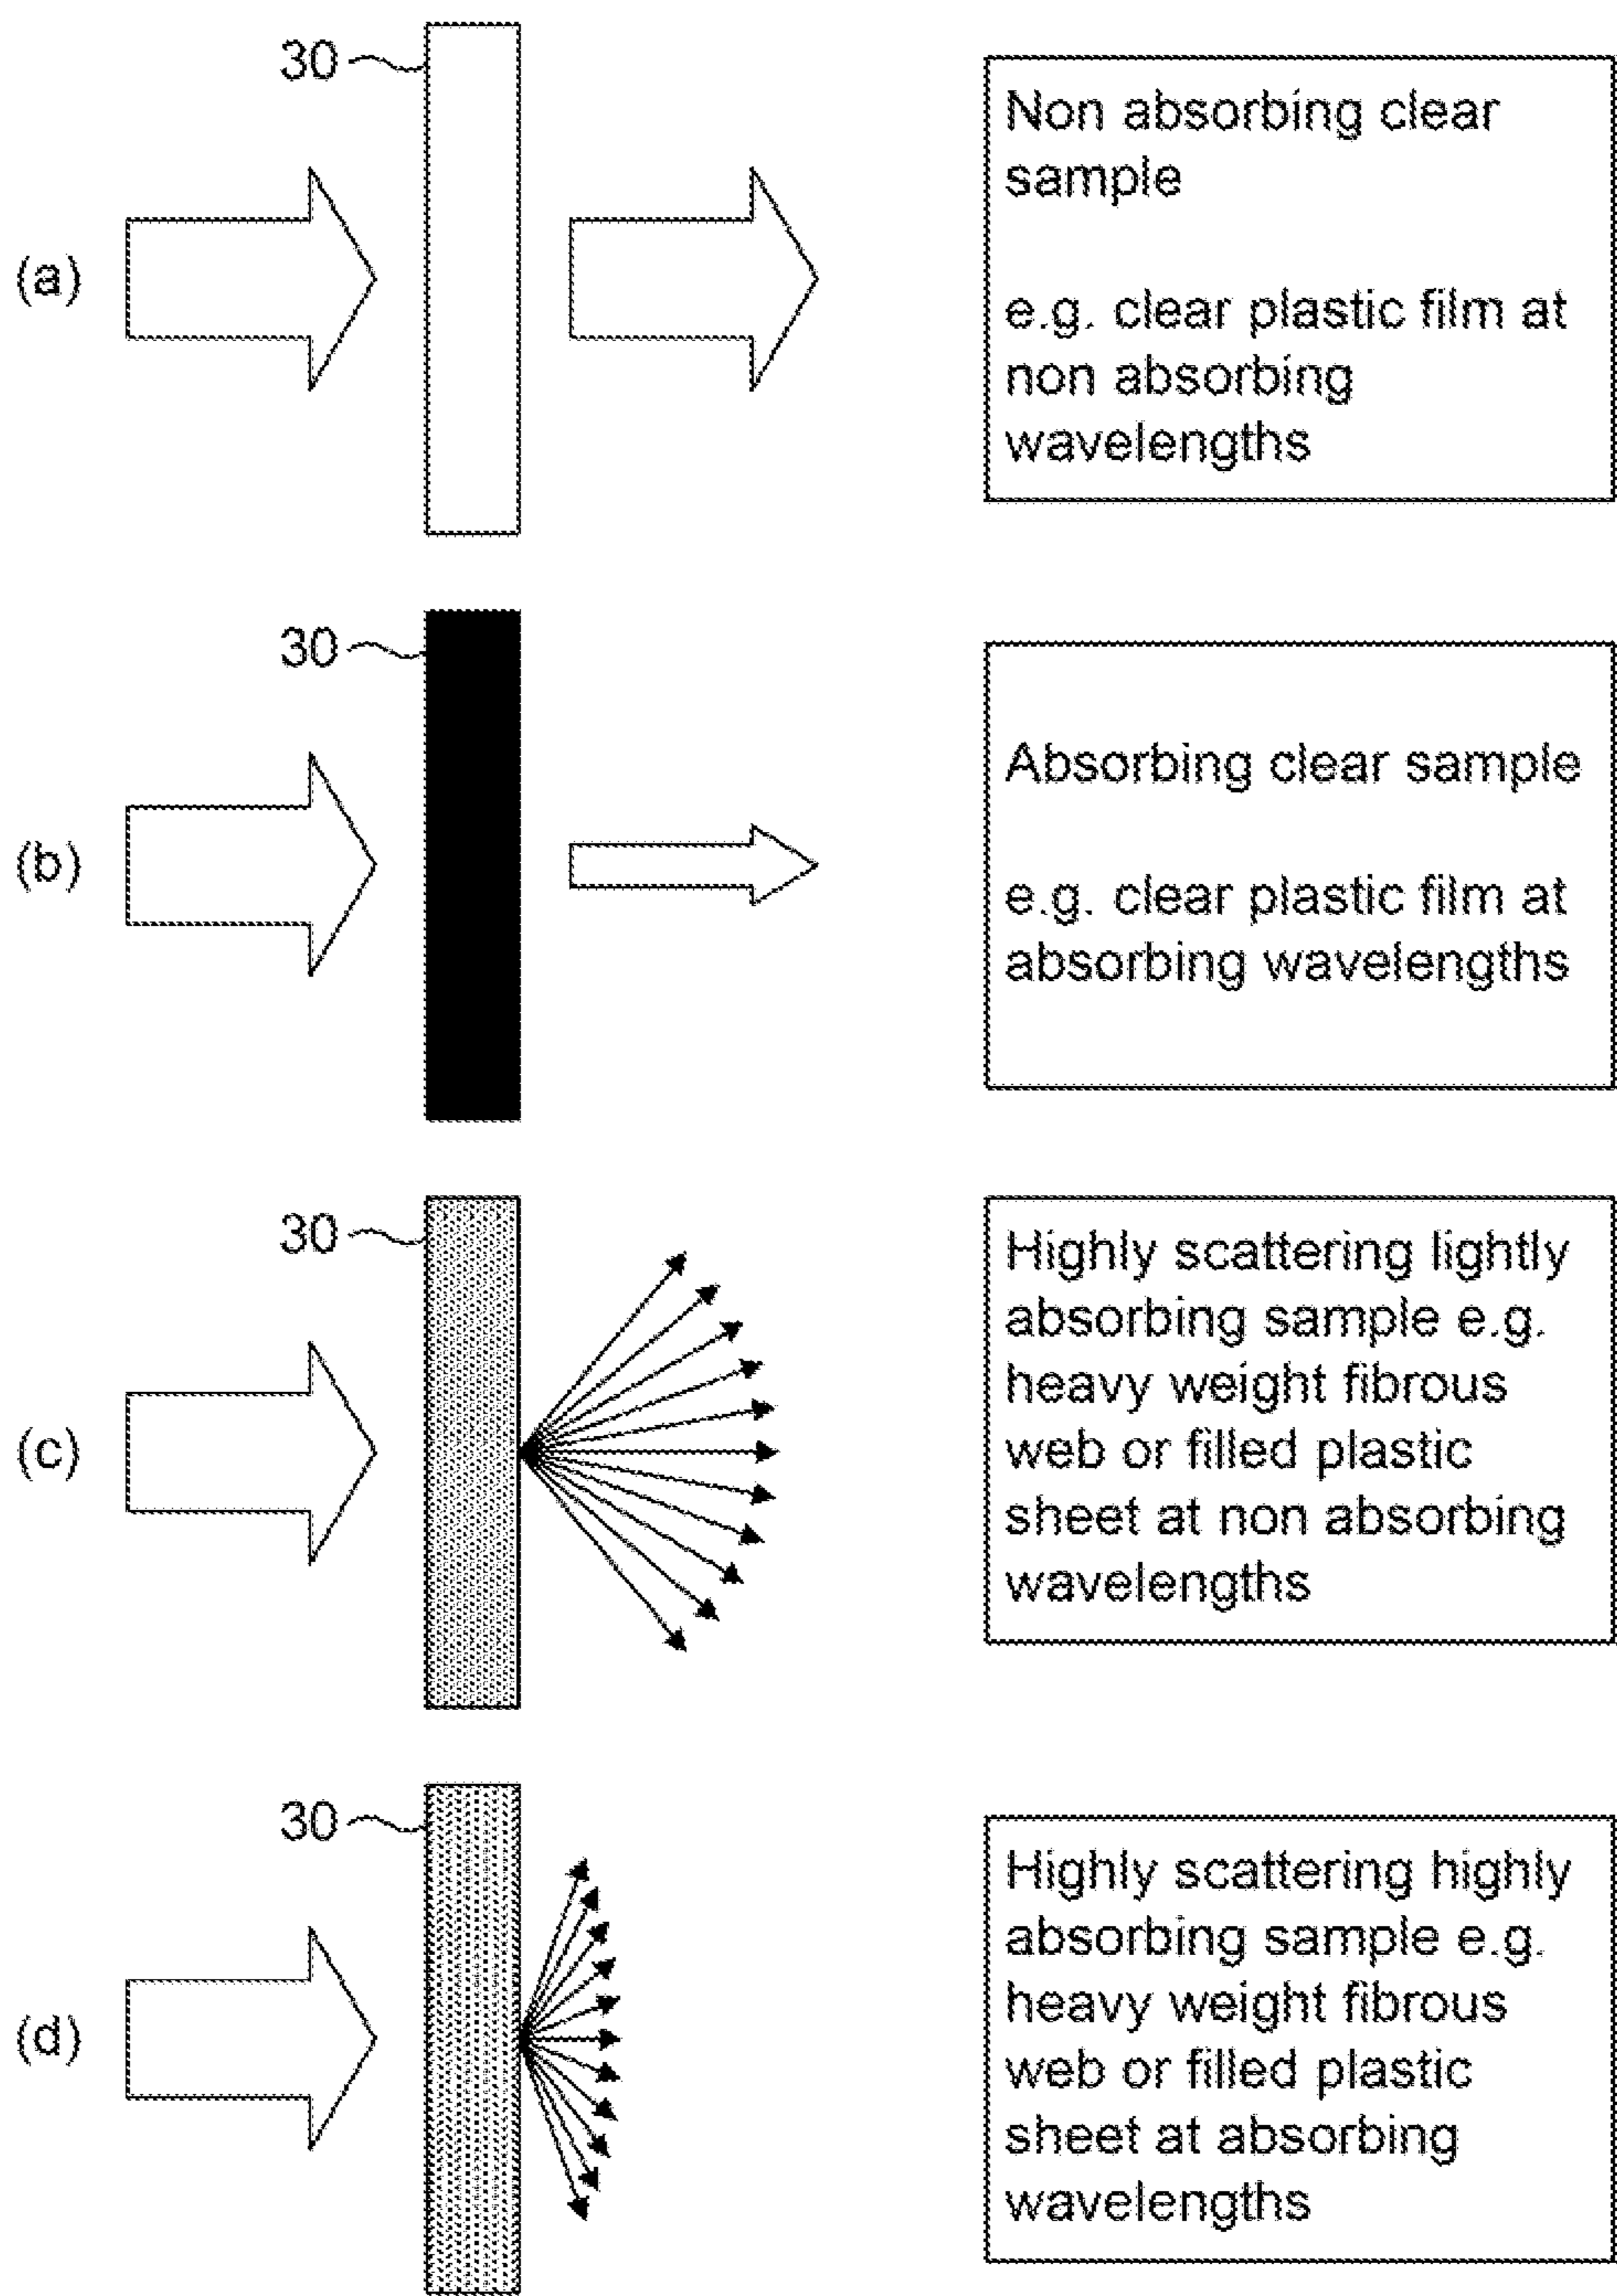 30
(a)
Non absorbing clear
sample
e.g. clear plastic film at
non absorbing
wavelengths
30
(b)
Absorbing clear sample
e.g. clear plastic film at
absorbing wavelengths
30
(c)
Highly scattering lightly
absorbing sample e.g.
heavy weight fibrous
web or filled plastic
sheet at non absorbing
wavelengths
30
(d)
Highly scattering highly
absorbing sample e.g.
heavy weight fibrous
web or filled plastic
sheet at absorbing
wavelengths